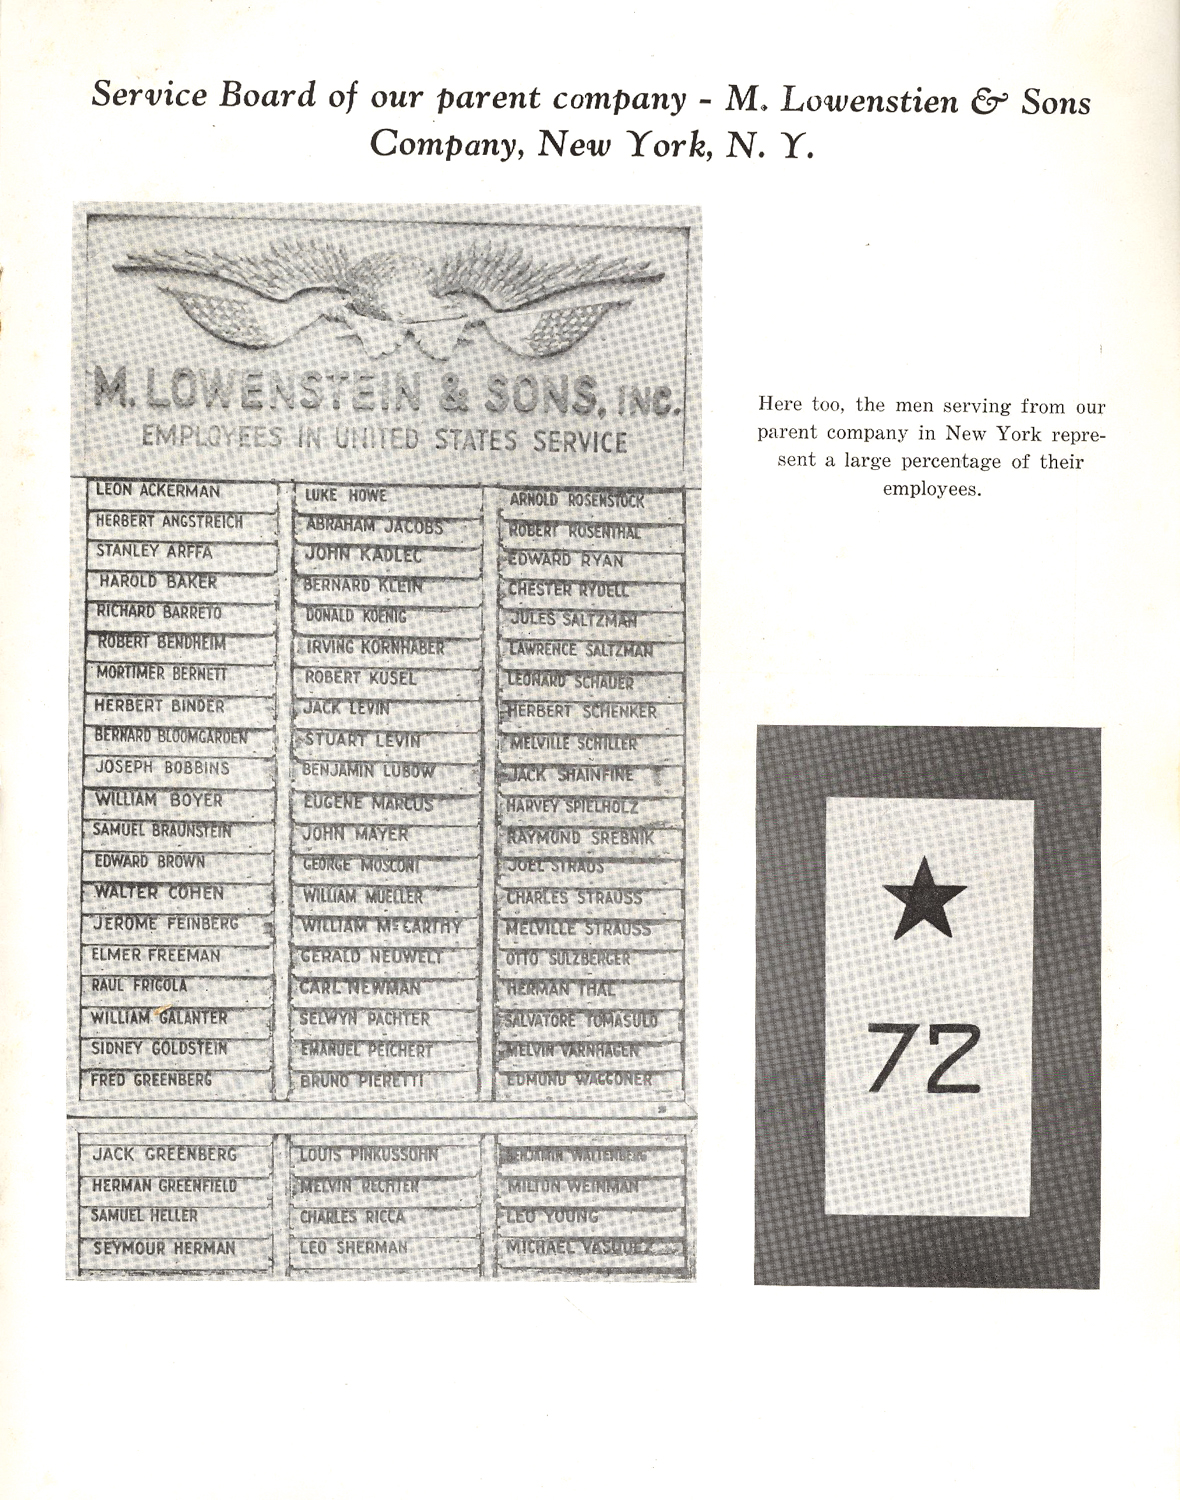 Service Board of our parent company - M. Lowenstien & Sons
Company, New York, N. Y.
M. LOWENSTEIN & SONS, INC.
EMPLOYEES IN UNITED STATES SERVICE
LEON ACKERMAN
HERBERT ANGSTREICH
STANLEY ARFFA
HAROLD BAKER
RICHARD BARRETO
ROBERT BENDHEIM
MORTIMER BERNETT
HERBERT BINDER
BERNARD BLOOMGARDEN
JOSEPH BOBBINS
WILLIAM BOYER
SAMUEL BRAUNSTEIN
EDWARD BROWN
WALTER COHEN
JEROME FEINBERG
ELMER FREEMAN
RAUL FRIGOLA
WILLIAM GALANTER
SIDNEY GOLDSTEIN
FRED GREENBERG
JACK GREENBERG
HERMAN GREENFIELD
SAMUEL HELLER
SEYMOUR HERMAN
LUKE HOWE
ABRAHAM JACOBS
JOHN KADLEC
BERNARD KLEIN
DONALD KOENIG
IRVING KORNHABER
ROBERT KUSEL
JACK LEVIN
STUART LEVIN
BENJAMIN LUBOW
EUGENE MARCUS
JOHN MAYER
GEORGE MOSCONI
WILLIAM MUELLER
WILLIAM McCARTHY
GERALD NEUWELT
CARL NEWMAN
SELWYN PACHTER
EMANUEL PEICHERT
BRUNO PIERETTI
LOUIS PINKUSSOHN
MELVIN RECHTER
CHARLES RICCA
LEO SHERMAN
ARNOLD ROSENSTOCK
ROBERT ROSENTHAL
EDWARD RYAN
CHESTER RYDELL
JULES SALTZMAN
LAWRENCE SALTZMAN
LEONARD SCHAUER
HERBERT SCHENKER
MELVILLE SCHILLER
JACK SHAINFINE
HARVEY SPIELHOLZ
RAYMOND SREBNIK
JOEL STRAUS
CHARLES STRAUSS
MELVILLE STRAUSS
OTTO SULZBERGER
HERMAN THAL
SALVATORE TOMASULO
MELVIN VARNHAGEN
EDMUND WAGGONER
BENJAMIN
MILTON WEINMAN
LEO YOUNG
MICHAEL VASQUEZ
Here too, the men serving from our
parent company in New York repre-
sent a large percentage of their
employees.
72